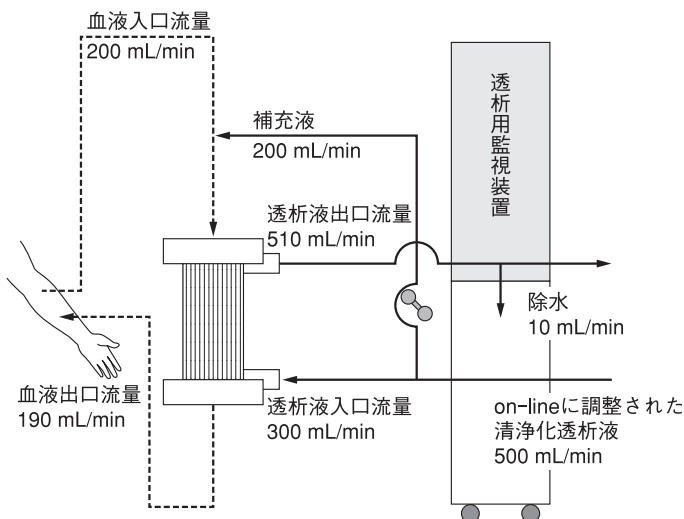 血液入口流量
200 mL/min
補充液
200 mL/min
透析用監視装置
透析液出口流量
510 mL/min
除水
10 mL/min
血液出口流量
190 mL/min
透析液入口流量
300 mL/min
on-lineに調整された
清浄化透析液
500 mL/min